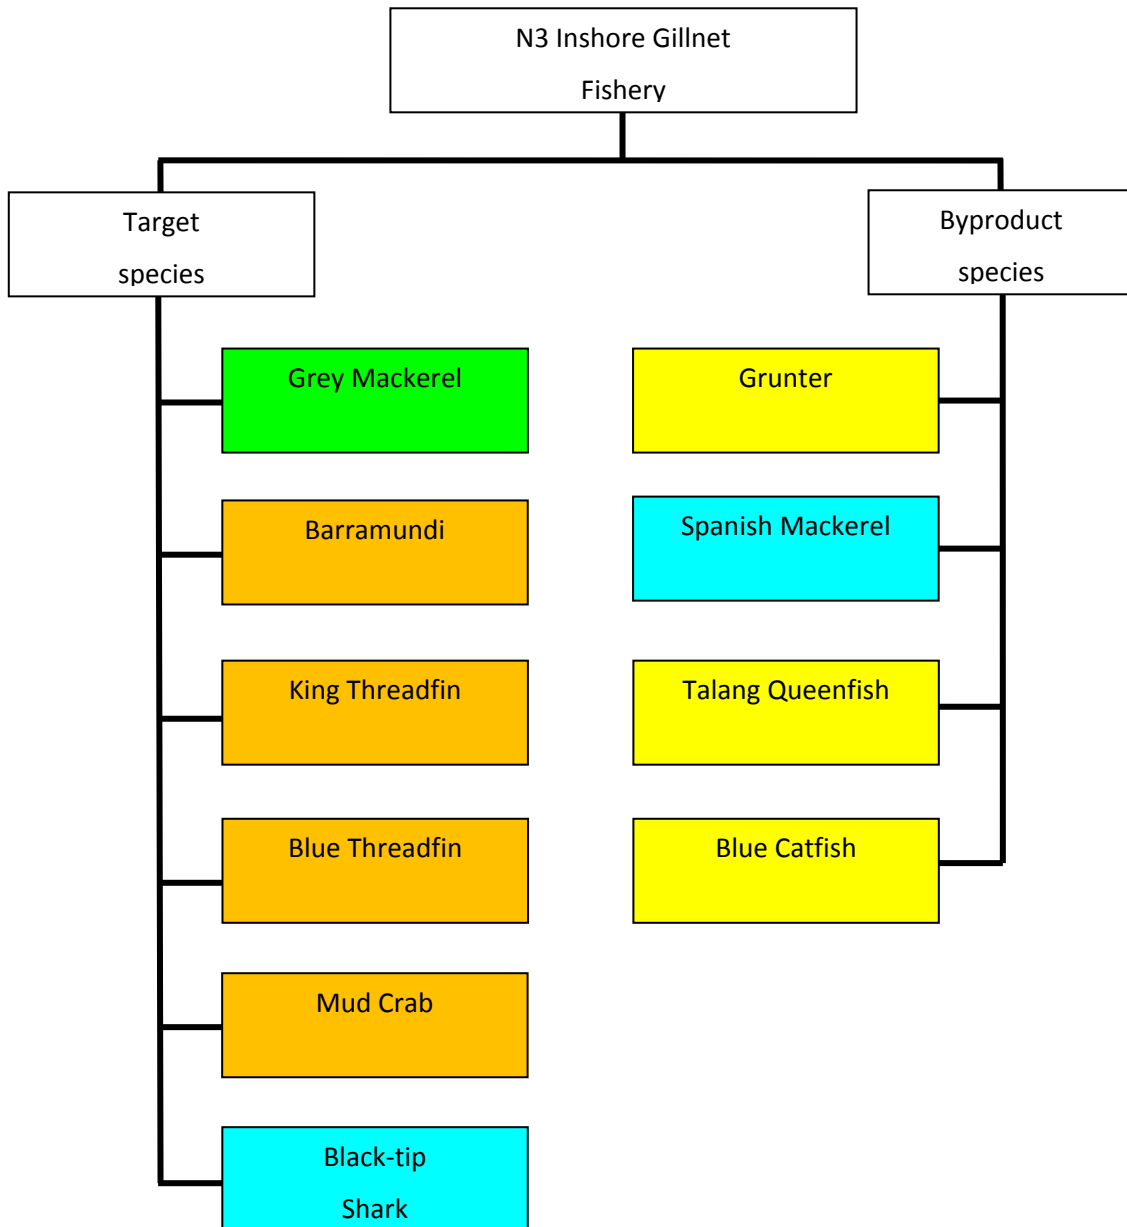 N3 Inshore Gillnet
Fishery
Target
species
Byproduct
species
Grey Mackerel
Barramundi
King Threadfin
Blue Threadfin
Mud Crab
Black-tip
Shark
Grunter
Spanish Mackerel
Talang Queenfish
Blue Catfish